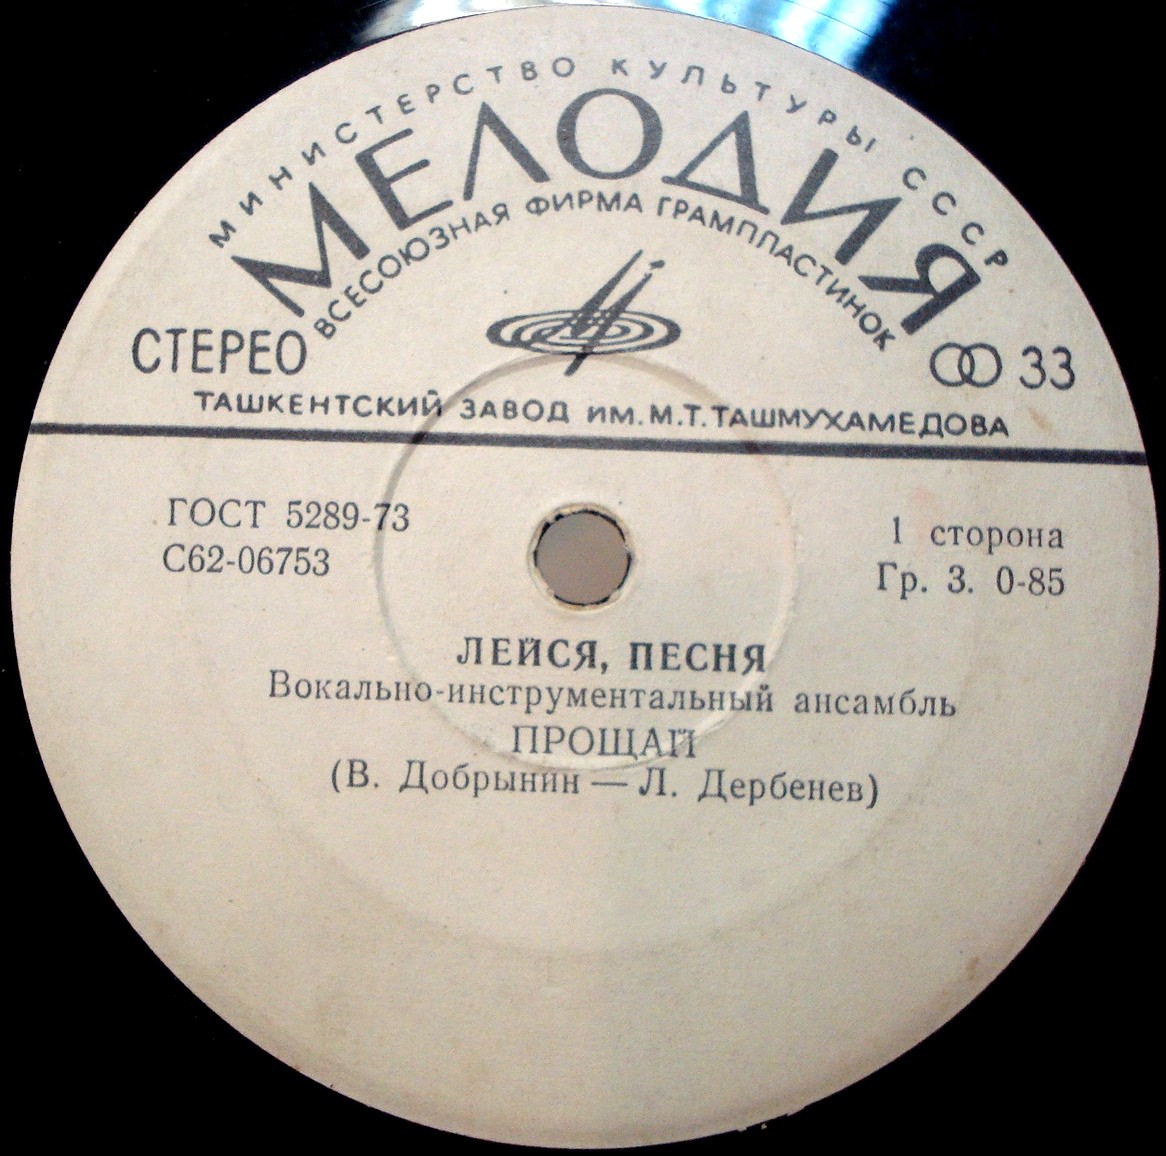 МИНИСТЕРСТВО КУЛЬТУРЫ СССР
МЕЛОДИЯ
ВСЕСОЮЗНАЯ ФИРМА ГРАМПЛАСТИНОК
СТЕРЕО
33
ТАШКЕНТСКИЙ ЗАВОД ИМ. М.Т. ТАШМУХАМЕДОВА
ГОСТ 5289-73
С62-06753
1 сторона
Гр. 3. 0-85
ЛЕЙСЯ, ПЕСНЯ
Вокально-инструментальный ансамбль
ПРОЩАЙ
(В. Добрынин — Л. Дербенев)